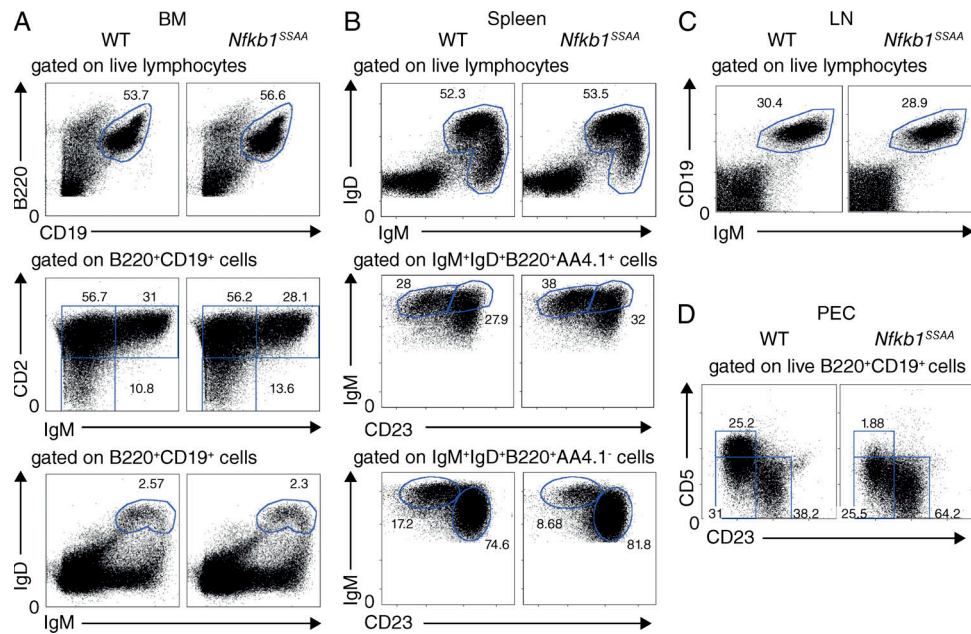 A
BM
WT
Nfkb1SSAA
gated on live lymphocytes
53.7
56.6
B220
0
CD19
gated on B220+CD19+ cells
56.7
31
56.2
28.1
10.8
13.6
CD2
0
IgM
gated on B220+CD19+ cells
2.57
2.3
IgD
0
IgM
B
Spleen
WT
Nfkb1SSAA
gated on live lymphocytes
52.3
53.5
IgD
0
IgM
gated on IgM+IgD+B220+AA4.1+ cells
28
38
27.9
32
IgM
0
CD23
gated on IgM+IgD+B220+AA4.1- cells
17.2
8.68
74.6
81.8
IgM
0
CD23
C
LN
WT
Nfkb1SSAA
gated on live lymphocytes
30.4
28.9
CD19
0
IgM
D
PEC
WT
Nfkb1SSAA
gated on live B220+CD19+ cells
25.2
1.88
CD5
0
31
38.2
25.5
64.2
CD23